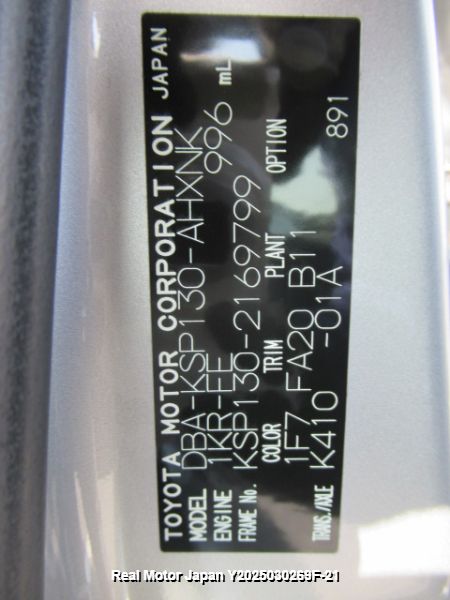 TOYOTA MOTOR CORPORATION JAPAN
MODEL DBA-KSP130-AHXNK
ENGINE 1KR-FE 996 mL
FRAME No. KSP130-2169799
COLOR TRIM PLANT OPTION
1F7 FA20 B11
TRANS./AXLE K410 -01A 891
Real Motor Japan Y2025030269F-21